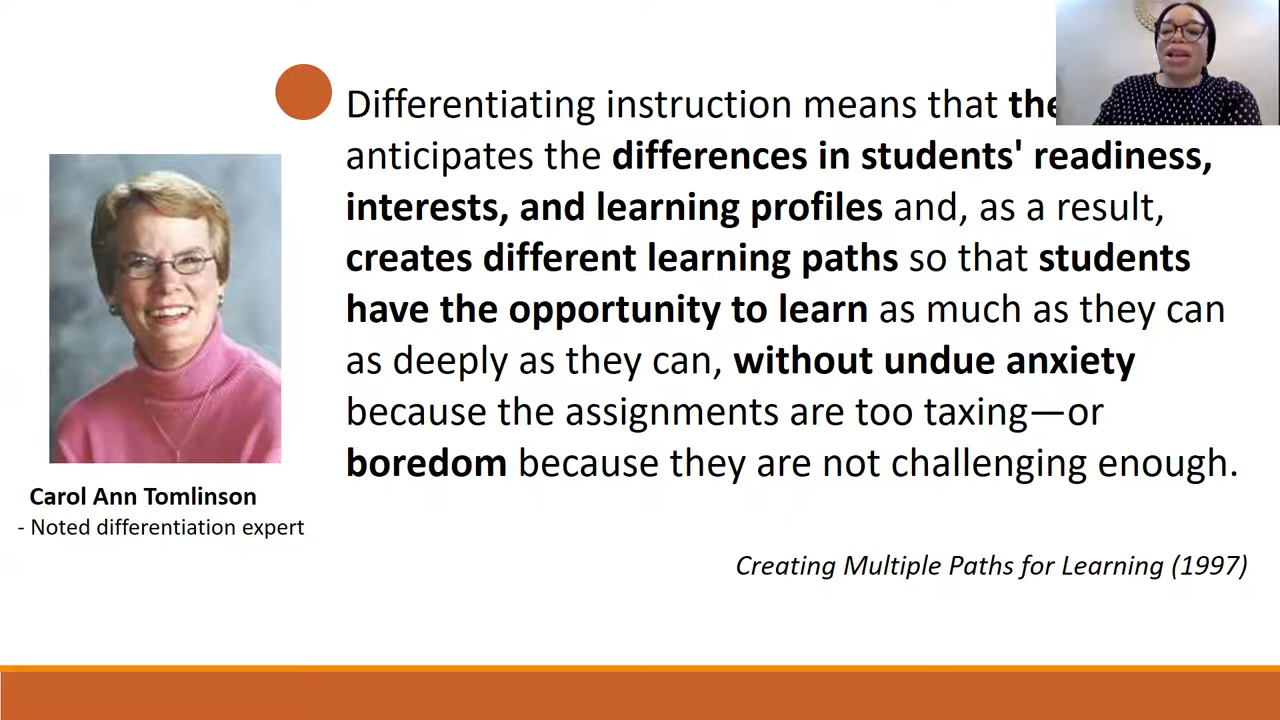 Differentiating instruction means that the
anticipates the differences in students' readiness,
interests, and learning profiles and, as a result,
creates different learning paths so that students
have the opportunity to learn as much as they can
as deeply as they can, without undue anxiety
because the assignments are too taxing—or
boredom because they are not challenging enough.
Carol Ann Tomlinson
- Noted differentiation expert
Creating Multiple Paths for Learning (1997)